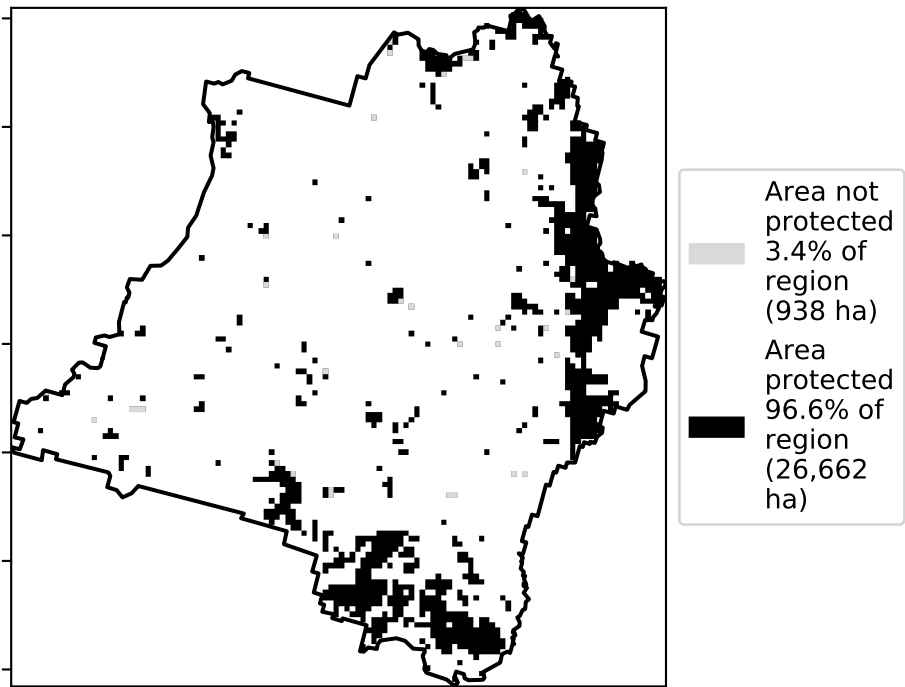 Area not
protected
3.4% of
region
(938 ha)
Area
protected
96.6% of
region
(26,662
ha)